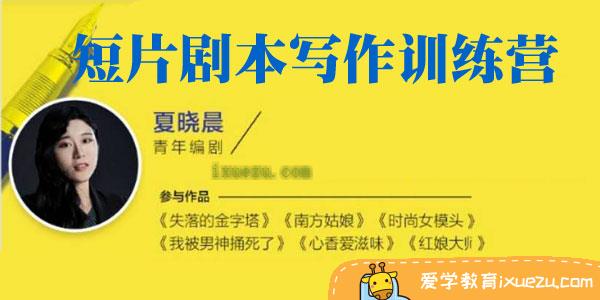 短片剧本写作训练营
夏晓晨
青年编剧
ixuezu.com
参与作品
《失落的金字塔》《南方姑娘》《时尚女模头》
《我被男神捅死了》《心香爱滋味》《红娘大师》
爱学教育ixuezu.com